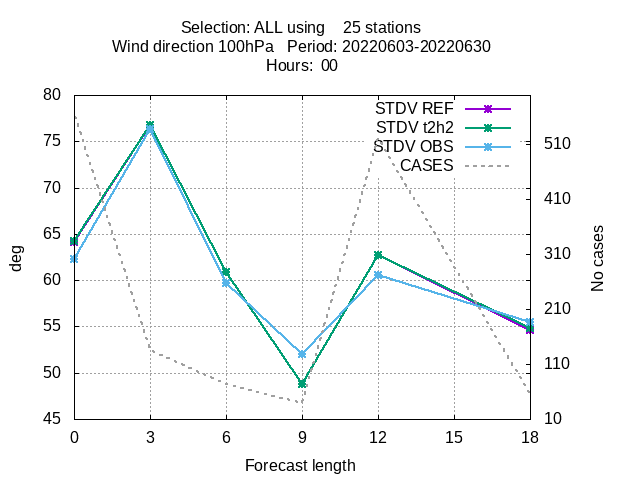 Selection: ALL using    25 stations
Wind direction 100hPa   Period: 20220603-20220630
Hours:  00
STDV REF
STDV t2h2
STDV OBS
CASES
80
75
70
65
60
55
50
45
deg
510
410
310
210
110
10
No cases
0 3 6 9 12 15 18
Forecast length